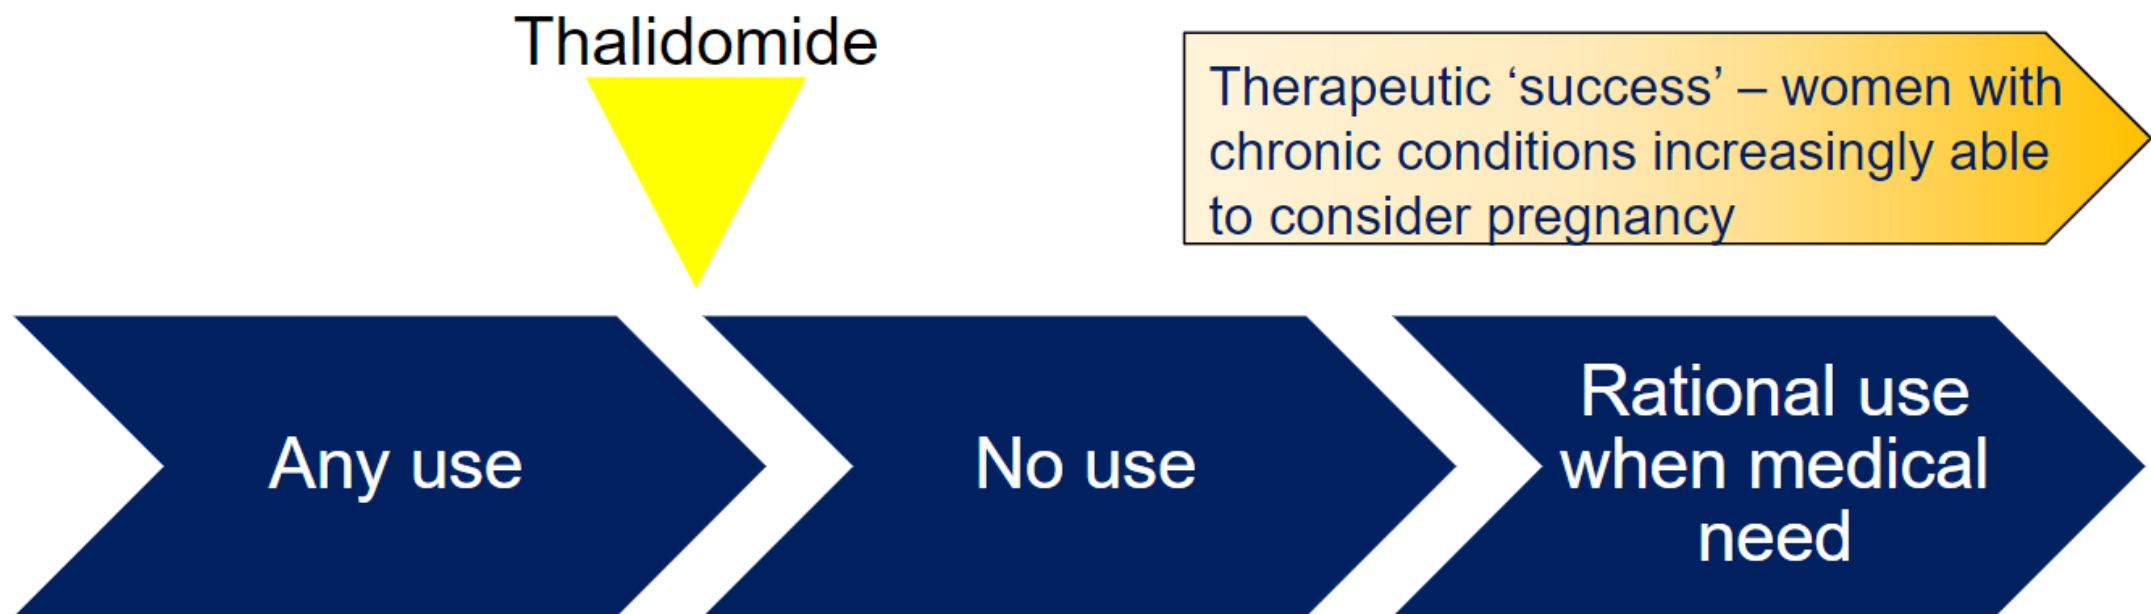 Thalidomide
Therapeutic ‘success’ – women with
chronic conditions increasingly able
to consider pregnancy
Any use
No use
Rational use
when medical
need